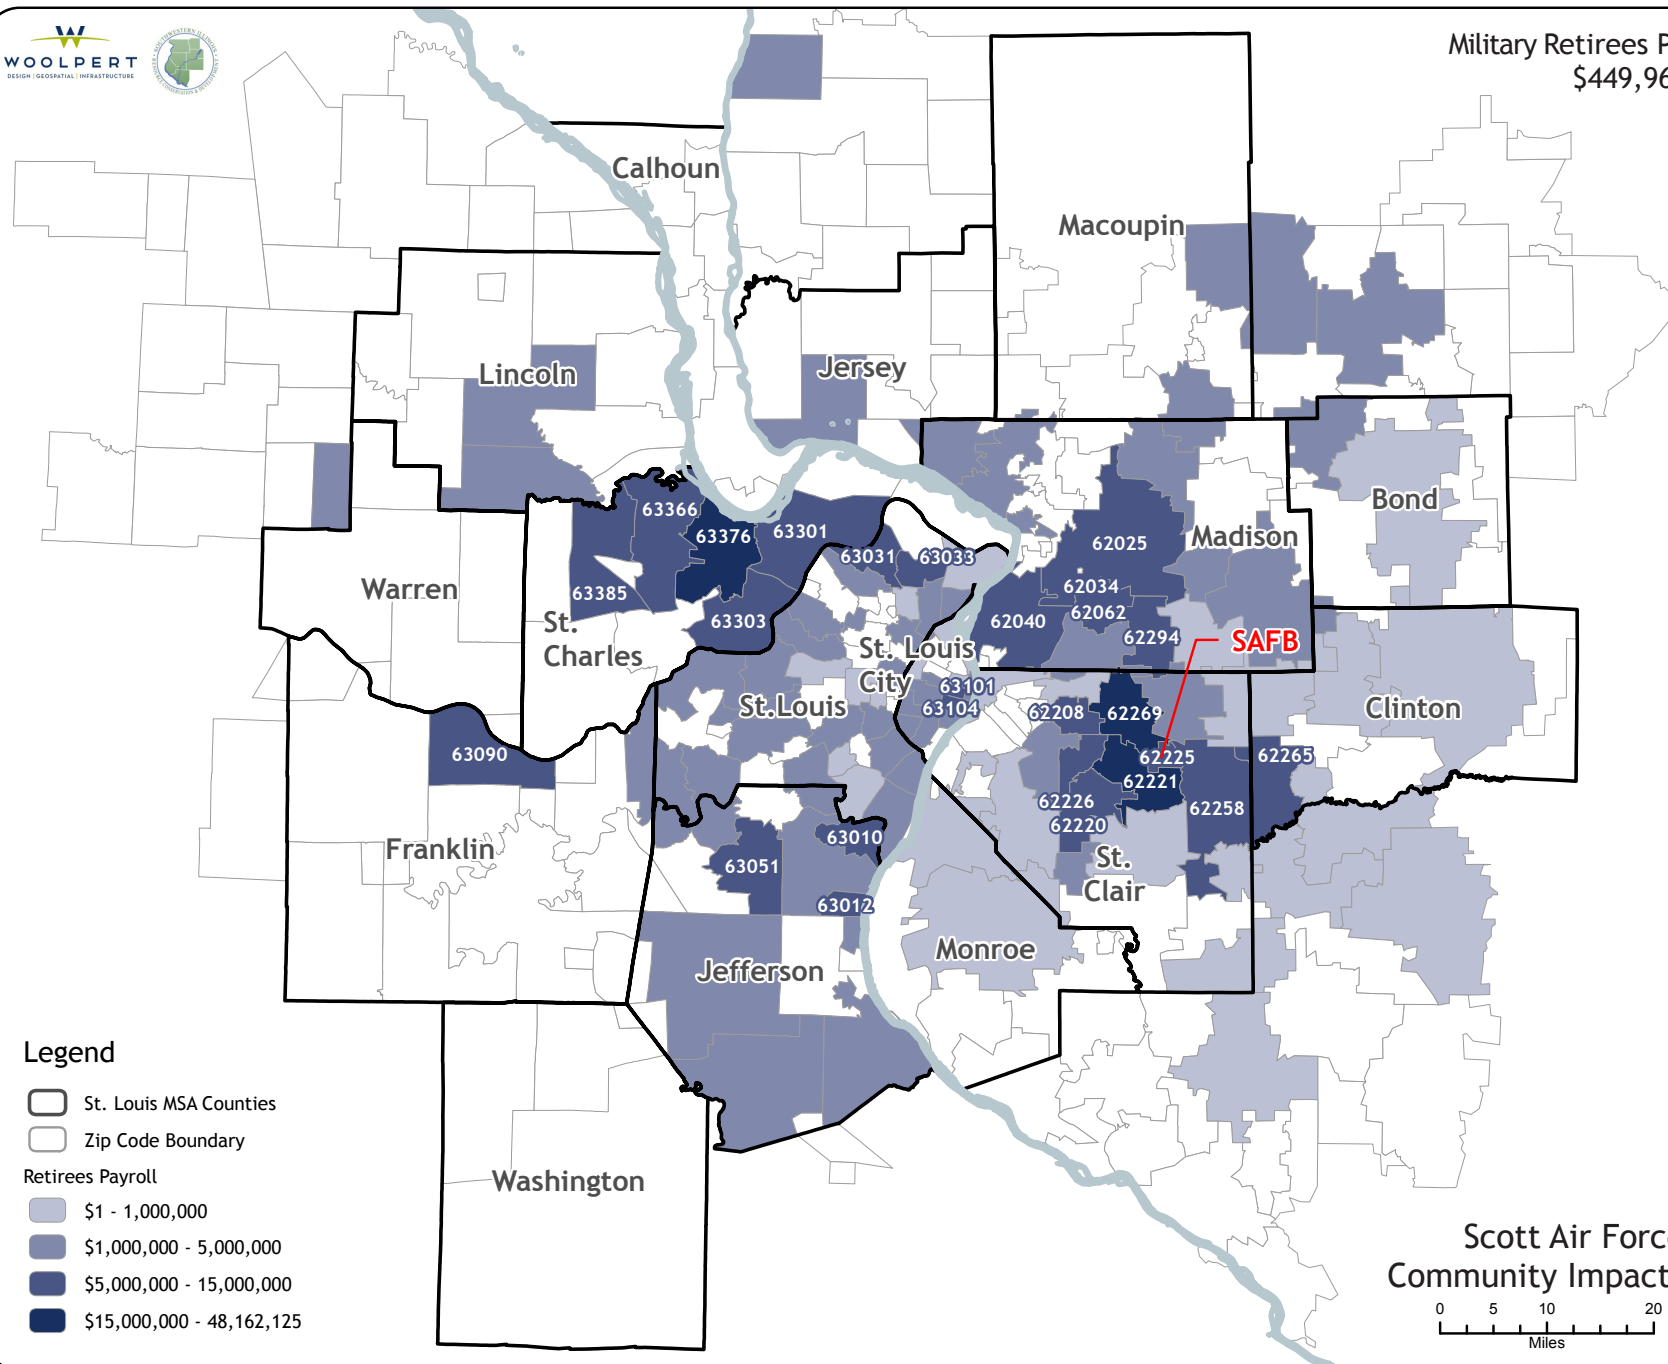 WOOLPERT
DESIGN | GEOSPATIAL | INFRASTRUCTURE
Military Retirees P
$449,96
Calhoun
Macoupin
Lincoln
Jersey
Bond
Madison
Warren
St.
Charles
St. Louis
City
St.Louis
Clinton
Franklin
St.
Clair
Monroe
Jefferson
Washington
63366
63376
63301
63031
63033
63385
63303
62025
62034
62062
62040
62294
SAFB
63101
63104
62208
62269
62225
62265
62221
62226
62220
62258
63090
63010
63051
63012
Legend
St. Louis MSA Counties
Zip Code Boundary
Retirees Payroll
$1 - 1,000,000
$1,000,000 - 5,000,000
$5,000,000 - 15,000,000
$15,000,000 - 48,162,125
Scott Air Forc
Community Impact
0 5 10 20
Miles